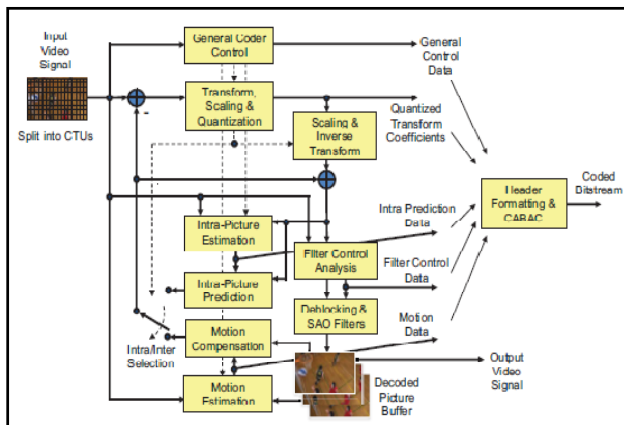 Input
Video
Signal
Split into CTUs
General Coder
Control
Transform,
Scaling &
Quantization
Scaling &
Inverse
Transform
-
Intra-Picture
Estimation
Intra-Picture
Prediction
Filter Control
Analysis
Deblocking &
SAO Filters
Motion
Compensation
Motion
Estimation
Intra/Inter
Selection
Decoded
Picture
Buffer
General
Control
Data
Quantized
Transform
Coefficients
Intra Prediction
Data
Filter Control
Data
Motion
Data
Header
Formatting &
CABAC
Coded
Bitstream
Output
Video
Signal